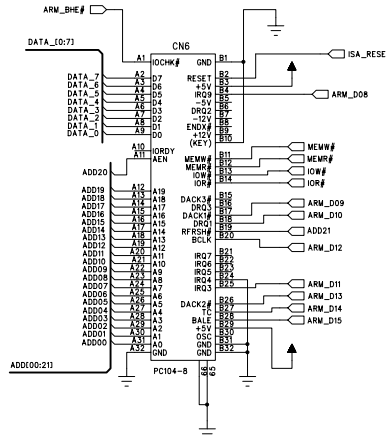 ARM_BHE#
CN6
DATA_[0:7]
A1 IOCHK# GND B1
ISA_RESE
DATA_7 A2 D7 RESET B2
DATA_6 A3 D6 +5V B3
DATA_5 A4 D5 IRQ9 B4 ARM_D08
DATA_4 A5 D4 -5V B5
DATA_3 A6 D3 DRQ2 B6
DATA_2 A7 D2 -12V B7
DATA_1 A8 D1 ENDX# B8
DATA_0 A9 D0 +12V B9
(KEY) B10
A10 IORDY
ADD20 A11 AEN MEMW# B11 MEMW#
MEMR# B12 MEMR#
IOW# B13 IOW#
IOR# B14 IOR#
ADD19 A12 A19
ADD18 A13 A18 DACK3# B15
ADD17 A14 A17 DRQ3 B16 ARM_D09
ADD16 A15 A16 DACK1# B17
ADD15 A16 A15 DRQ1 B18 ARM_D10
ADD14 A17 A14 RFRSH# B19 ADD21
ADD13 A18 A13 BCLK B20 ARM_D12
ADD12 A19 A12
ADD11 A20 A11 IRQ7 B21
ADD10 A21 A10 IRQ6 B22
ADD09 A22 A9 IRQ5 B23
ADD08 A23 A8 IRQ4 B24
ADD07 A24 A7 IRQ3 B25 ARM_D11
ADD06 A25 A6
ADD05 A26 A5 DACK2# B26 ARM_D13
ADD04 A27 A4 TC B27 ARM_D14
ADD03 A28 A3 BALE B28 ARM_D15
ADD02 A29 A2 +5V B29
ADD01 A30 A1 OSC B30
ADD00 A31 A0 GND B31
A32 GND GND B32
ADD[00:21]
PC104-8
66
65